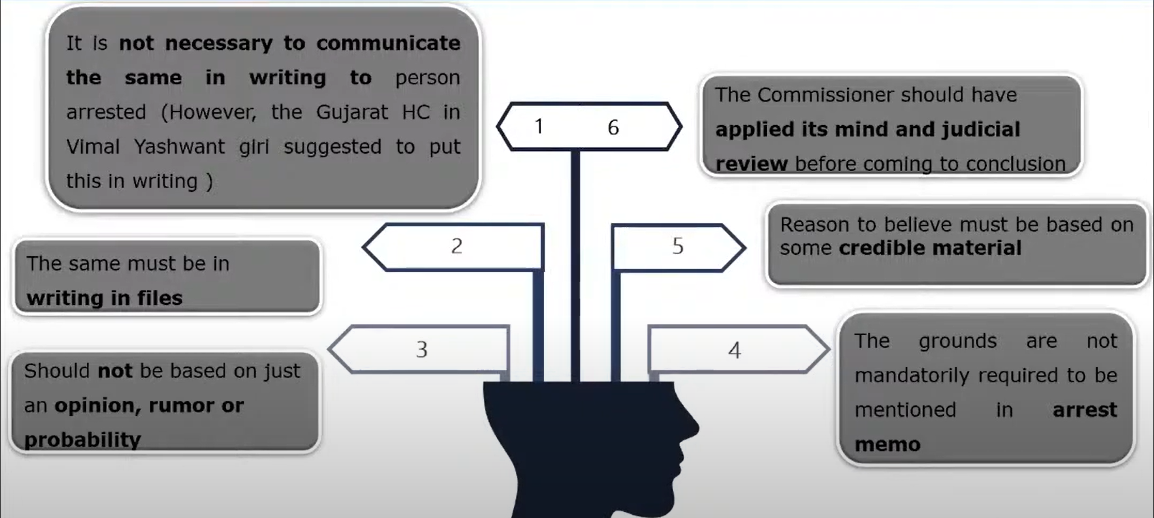 It is not necessary to communicate
the same in writing to person
arrested (However, the Gujarat HC in
Vimal Yashwant giri suggested to put
this in writing )
1
6
The Commissioner should have
applied its mind and judicial
review before coming to conclusion
2
The same must be in
writing in files
5
Reason to believe must be based on
some credible material
3
Should not be based on just
an opinion, rumor or
probability
4
The grounds are not
mandatorily required to be
mentioned in arrest
memo